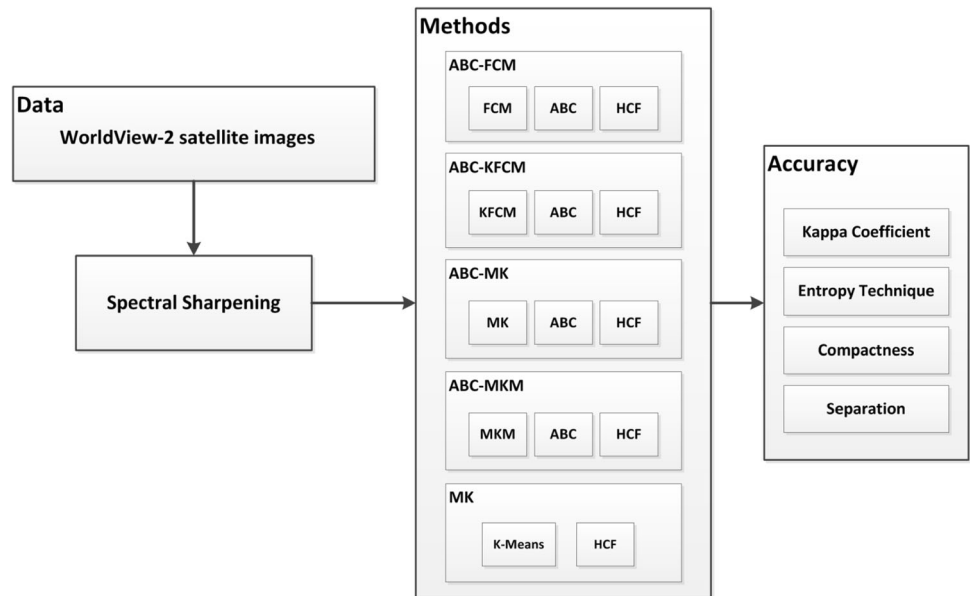 Data
WorldView-2 satellite images
Spectral Sharpening
Methods
ABC-FCM
FCM ABC HCF
ABC-KFCM
KFCM ABC HCF
ABC-MK
MK ABC HCF
ABC-MKM
MKM ABC HCF
MK
K-Means HCF
Accuracy
Kappa Coefficient
Entropy Technique
Compactness
Separation